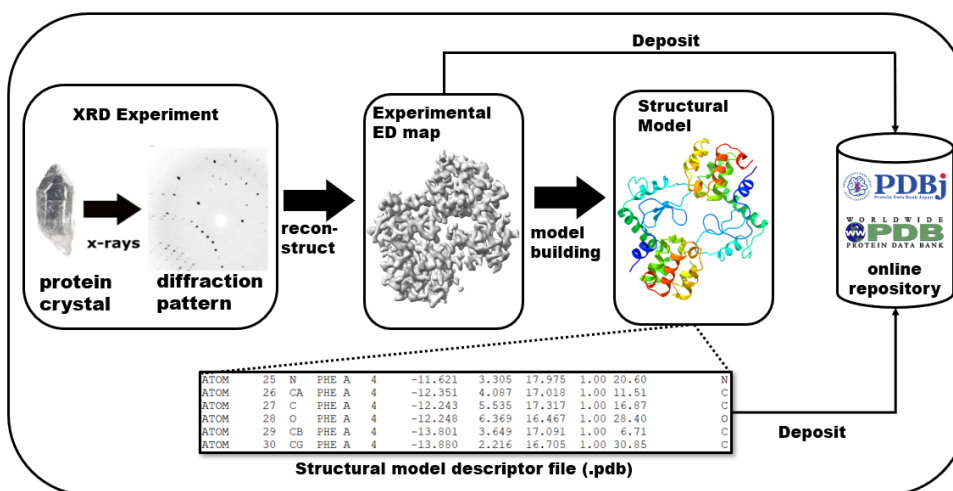 Deposit
XRD Experiment
x-rays
protein
crystal
diffraction
pattern
recon-
struct
Experimental
ED map
model
building
Structural
Model
PDBj
Protein Data Bank Japan
WORLDWIDE
PDB
PROTEIN DATA BANK
online
repository
ATOM 25 N PHE A 4 -11.621 3.305 17.975 1.00 20.60 N
ATOM 26 CA PHE A 4 -12.351 4.087 17.018 1.00 11.51 C
ATOM 27 C PHE A 4 -12.243 5.535 17.317 1.00 16.87 C
ATOM 28 O PHE A 4 -12.248 6.369 16.467 1.00 28.40 O
ATOM 29 CB PHE A 4 -13.801 3.649 17.091 1.00 6.71 C
ATOM 30 CG PHE A 4 -13.880 2.216 16.705 1.00 30.85 C
Deposit
Structural model descriptor file (.pdb)